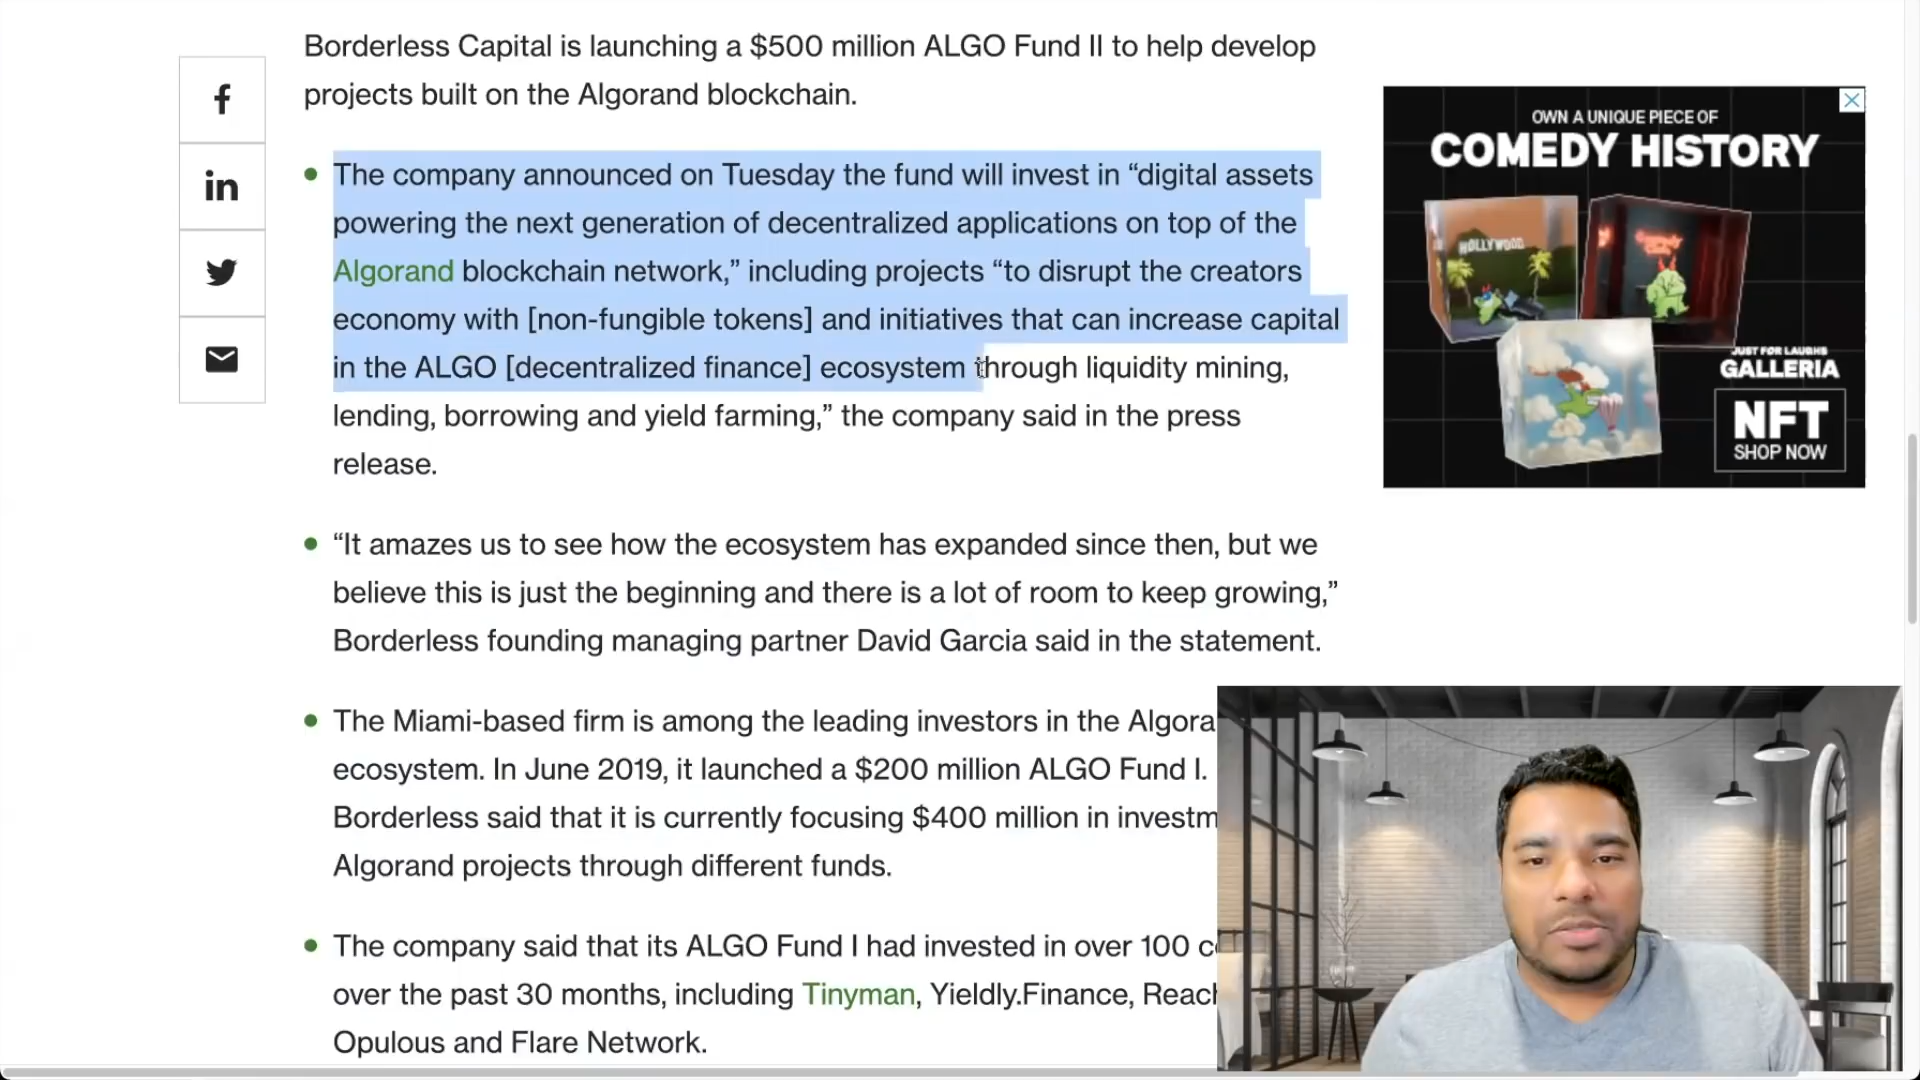 Borderless Capital is launching a $500 million ALGO Fund II to help develop
projects built on the Algorand blockchain.
The company announced on Tuesday the fund will invest in “digital assets
powering the next generation of decentralized applications on top of the
Algorand blockchain network,” including projects “to disrupt the creators
economy with [non-fungible tokens] and initiatives that can increase capital
in the ALGO [decentralized finance] ecosystem through liquidity mining,
lending, borrowing and yield farming,” the company said in the press
release.
“It amazes us to see how the ecosystem has expanded since then, but we
believe this is just the beginning and there is a lot of room to keep growing,”
Borderless founding managing partner David Garcia said in the statement.
The Miami-based firm is among the leading investors in the Algora
ecosystem. In June 2019, it launched a $200 million ALGO Fund I.
Borderless said that it is currently focusing $400 million in investm
Algorand projects through different funds.
The company said that its ALGO Fund I had invested in over 100 c
over the past 30 months, including Tinyman, Yieldly.Finance, Reach
Opulous and Flare Network.
OWN A UNIQUE PIECE OF
COMEDY HISTORY
HOLLYWOOD
JUST FOR LAUGHS
GALLERIA
NFT
SHOP NOW